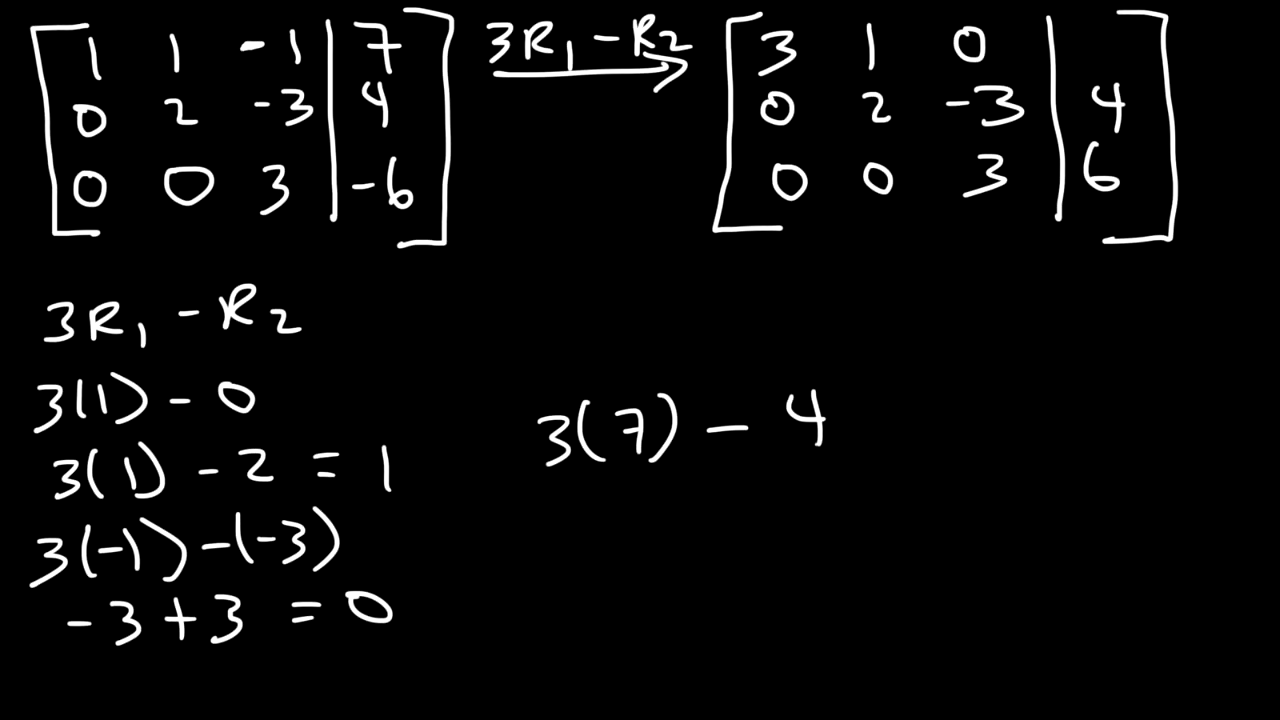 1 1 -1 | 7 3R₁ - R₂ 3 1 0 |
0 2 -3 | 4 0 2 -3 | 4
0 0 3 | -6 0 0 3 | 6
3R₁ - R₂
3(1) - 0
3(1) - 2 = 1
3(-1) - (-3)
-3 + 3 = 0
3(7) - 4